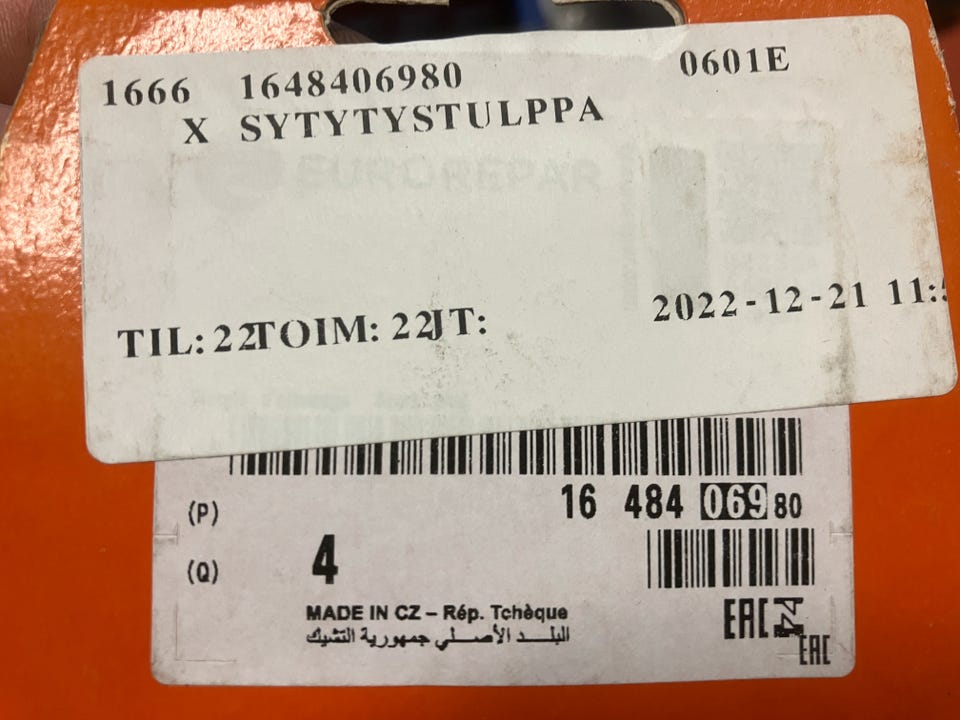 1666 1648406980 0601E
X SYTYTYSTULPPA
EUROREPAR
TIL: 22TOIM: 22JT: 2022-12-21 11:
(P) 16 484 069 80
(Q) 4
MADE IN CZ – Rép. Tchèque
البلد الأصلي جمهورية التشيك
EAC
EAC